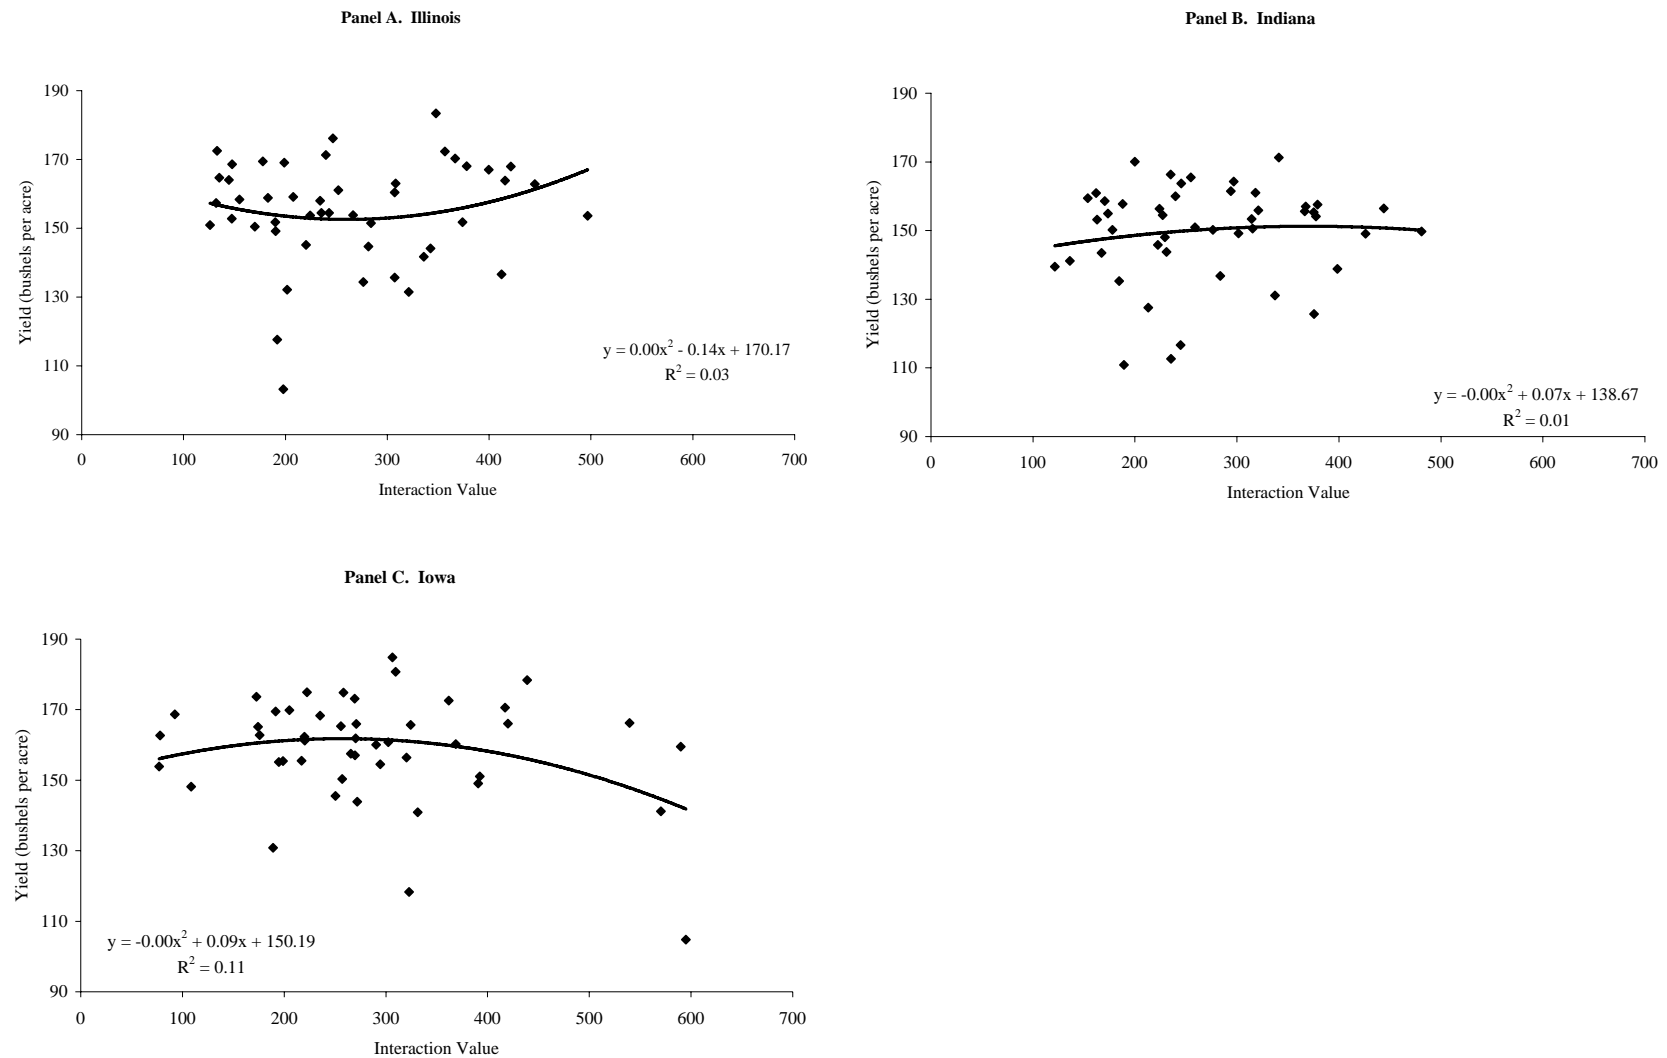 Panel A.  Illinois
190
170
150
130
110
90
0 100 200 300 400 500 600 700
Yield (bushels per acre)
Interaction Value
y = 0.00x² - 0.14x + 170.17
R² = 0.03
Panel B.  Indiana
190
170
150
130
110
90
0 100 200 300 400 500 600 700
Yield (bushels per acre)
Interaction Value
y = -0.00x² + 0.07x + 138.67
R² = 0.01
Panel C.  Iowa
190
170
150
130
110
90
0 100 200 300 400 500 600 700
Yield (bushels per acre)
Interaction Value
y = -0.00x² + 0.09x + 150.19
R² = 0.11